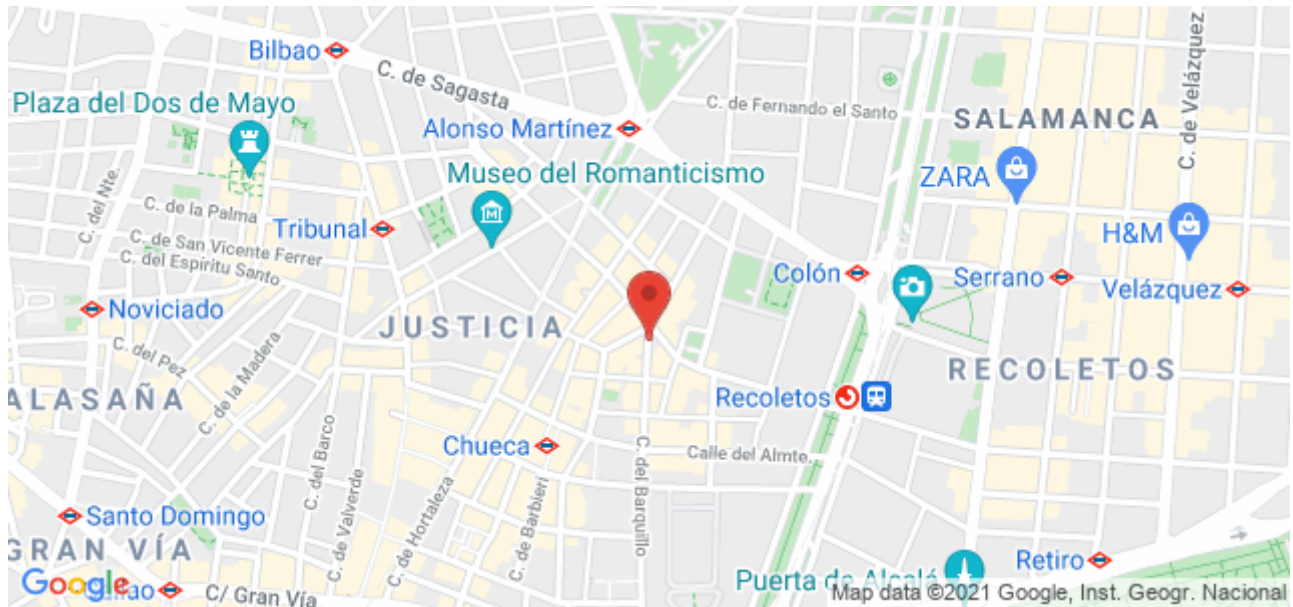 Bilbao
C. de Sagasta
Plaza del Dos de Mayo
C. de Fernando el Santo
SALAMANCA
C. de Velázquez
Alonso Martínez
Museo del Romanticismo
ZARA
C. del Nte.
C. de la Palma
Tribunal
H&M
C. de San Vicente Ferrer
C. del Espíritu Santo
Colón
Serrano
Velázquez
Noviciado
JUSTICIA
C. del Pez
C. de la Madera
RECOLETOS
ALASAÑA
Recoletos
Chueca
Calle del Almte.
C. del Barco
C. de Valverde
C. de Hortaleza
C. de Barbieri
C. del Barquillo
Santo Domingo
GRAN VÍA
Retiro
Puerta de Alcalá
Google
C/ Gran Vía
Map data ©2021 Google, Inst. Geogr. Nacional